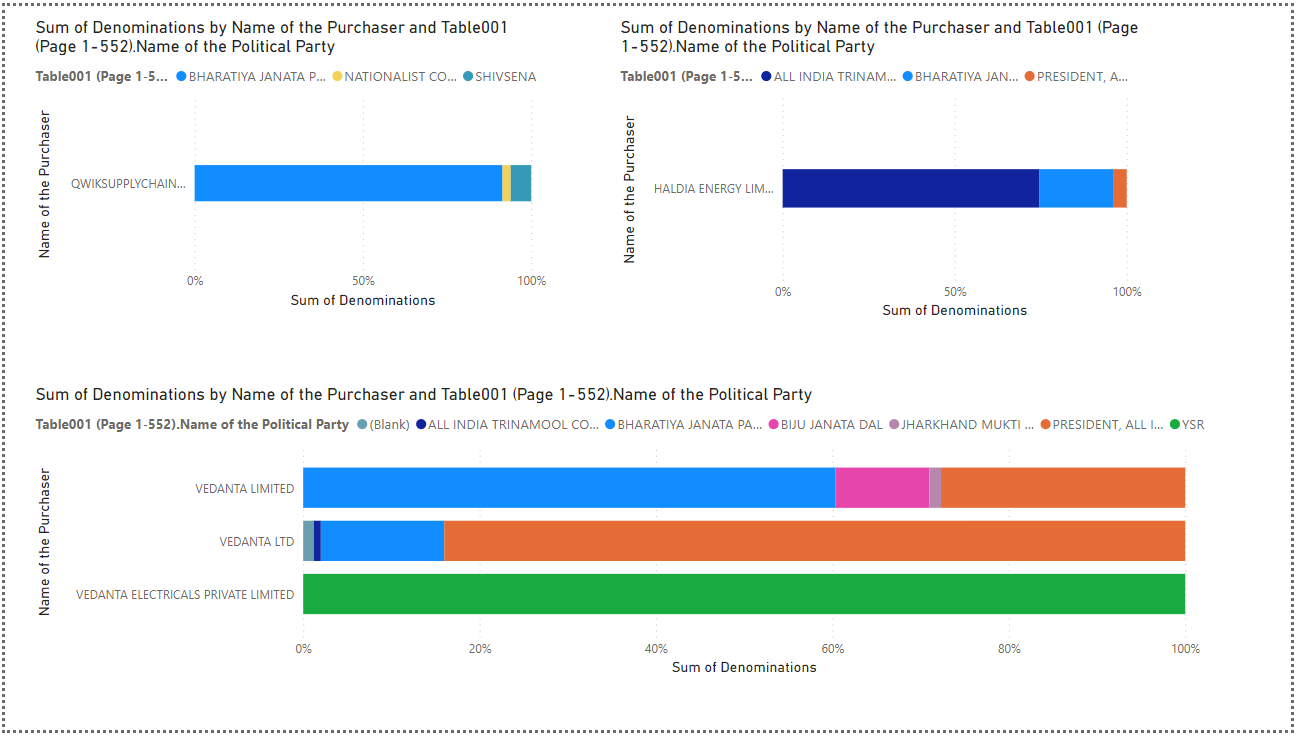 Sum of Denominations by Name of the Purchaser and Table001
(Page 1-552).Name of the Political Party
Table001 (Page 1-5... BHARATIYA JANATA P... NATIONALIST CO... SHIVSENA
Name of the Purchaser
QWIKSUPPLYCHAIN...
0% 50% 100%
Sum of Denominations
Sum of Denominations by Name of the Purchaser and Table001 (Page
1-552).Name of the Political Party
Table001 (Page 1-5... ALL INDIA TRINAM... BHARATIYA JAN... PRESIDENT, A...
Name of the Purchaser
HALDIA ENERGY LIM...
0% 50% 100%
Sum of Denominations
Sum of Denominations by Name of the Purchaser and Table001 (Page 1-552).Name of the Political Party
Table001 (Page 1-552).Name of the Political Party (Blank) ALL INDIA TRINAMOOL CO... BHARATIYA JANATA PA... BIJU JANATA DAL JHARKHAND MUKTI ... PRESIDENT, ALL I... YSR
Name of the Purchaser
VEDANTA LIMITED
VEDANTA LTD
VEDANTA ELECTRICALS PRIVATE LIMITED
0% 20% 40% 60% 80% 100%
Sum of Denominations